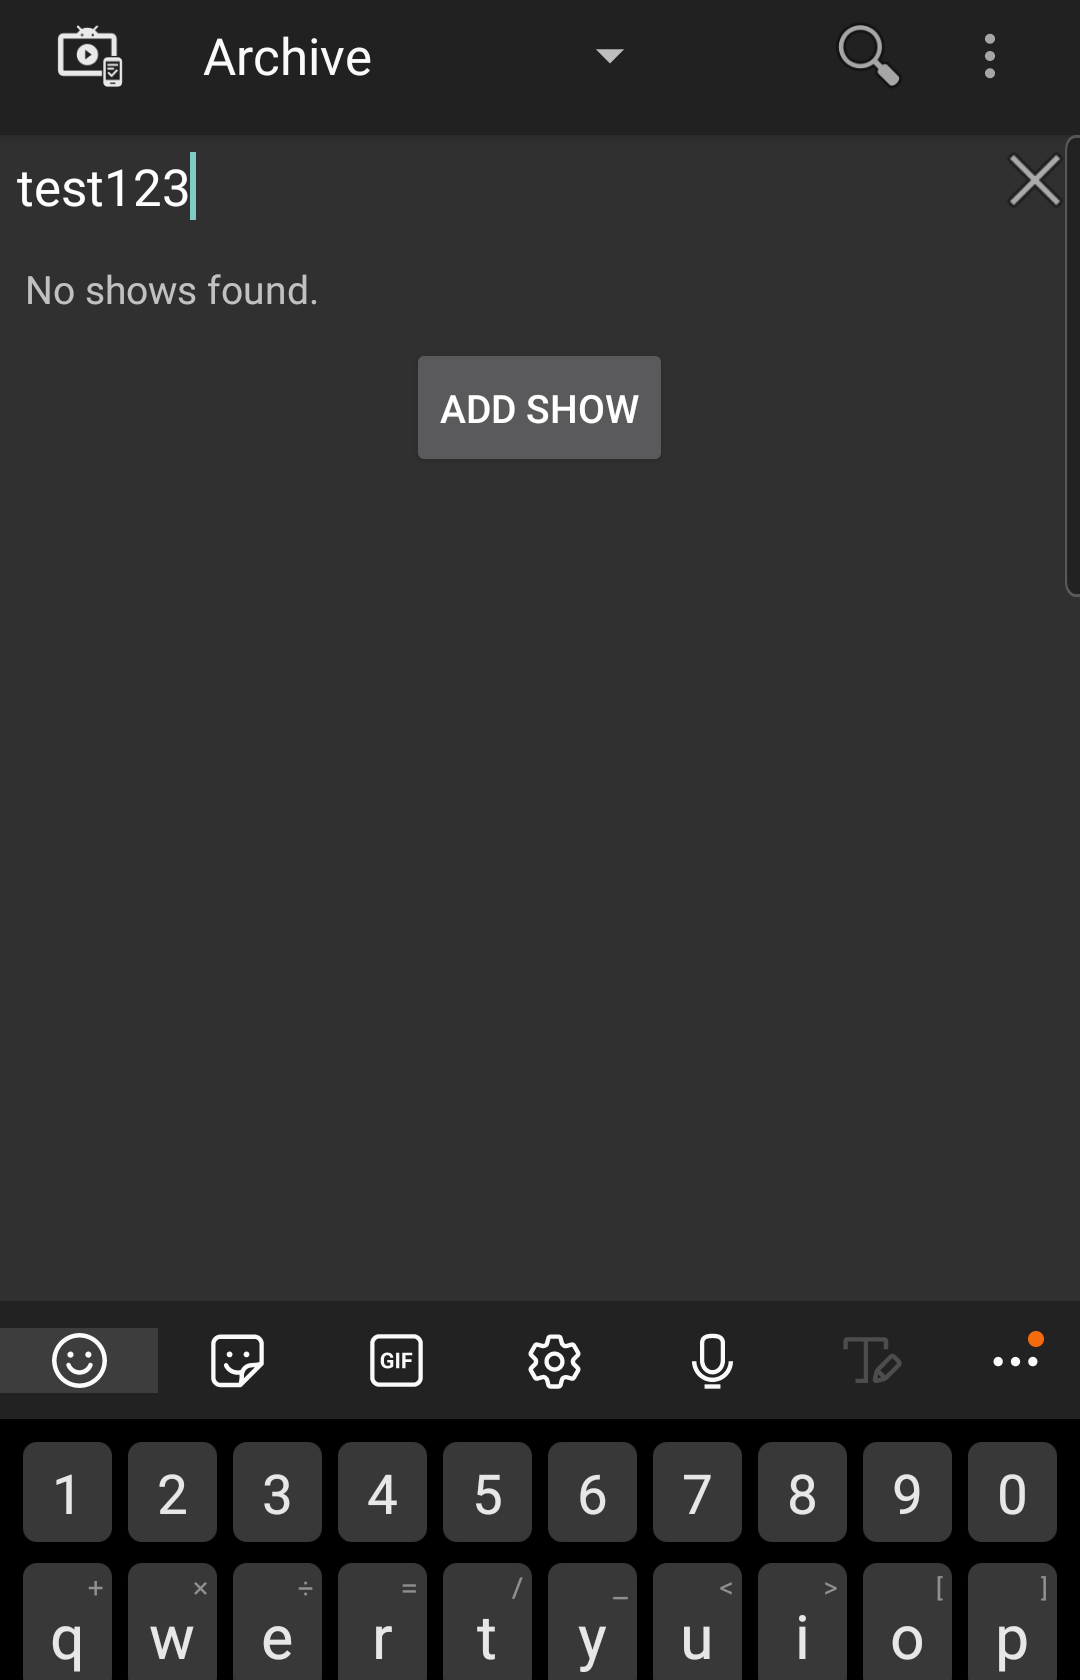 Archive
test123
No shows found.
ADD SHOW
GIF
1 2 3 4 5 6 7 8 9 0
+ × ÷ = / _ < > [ ]
q w e r t y u i o p